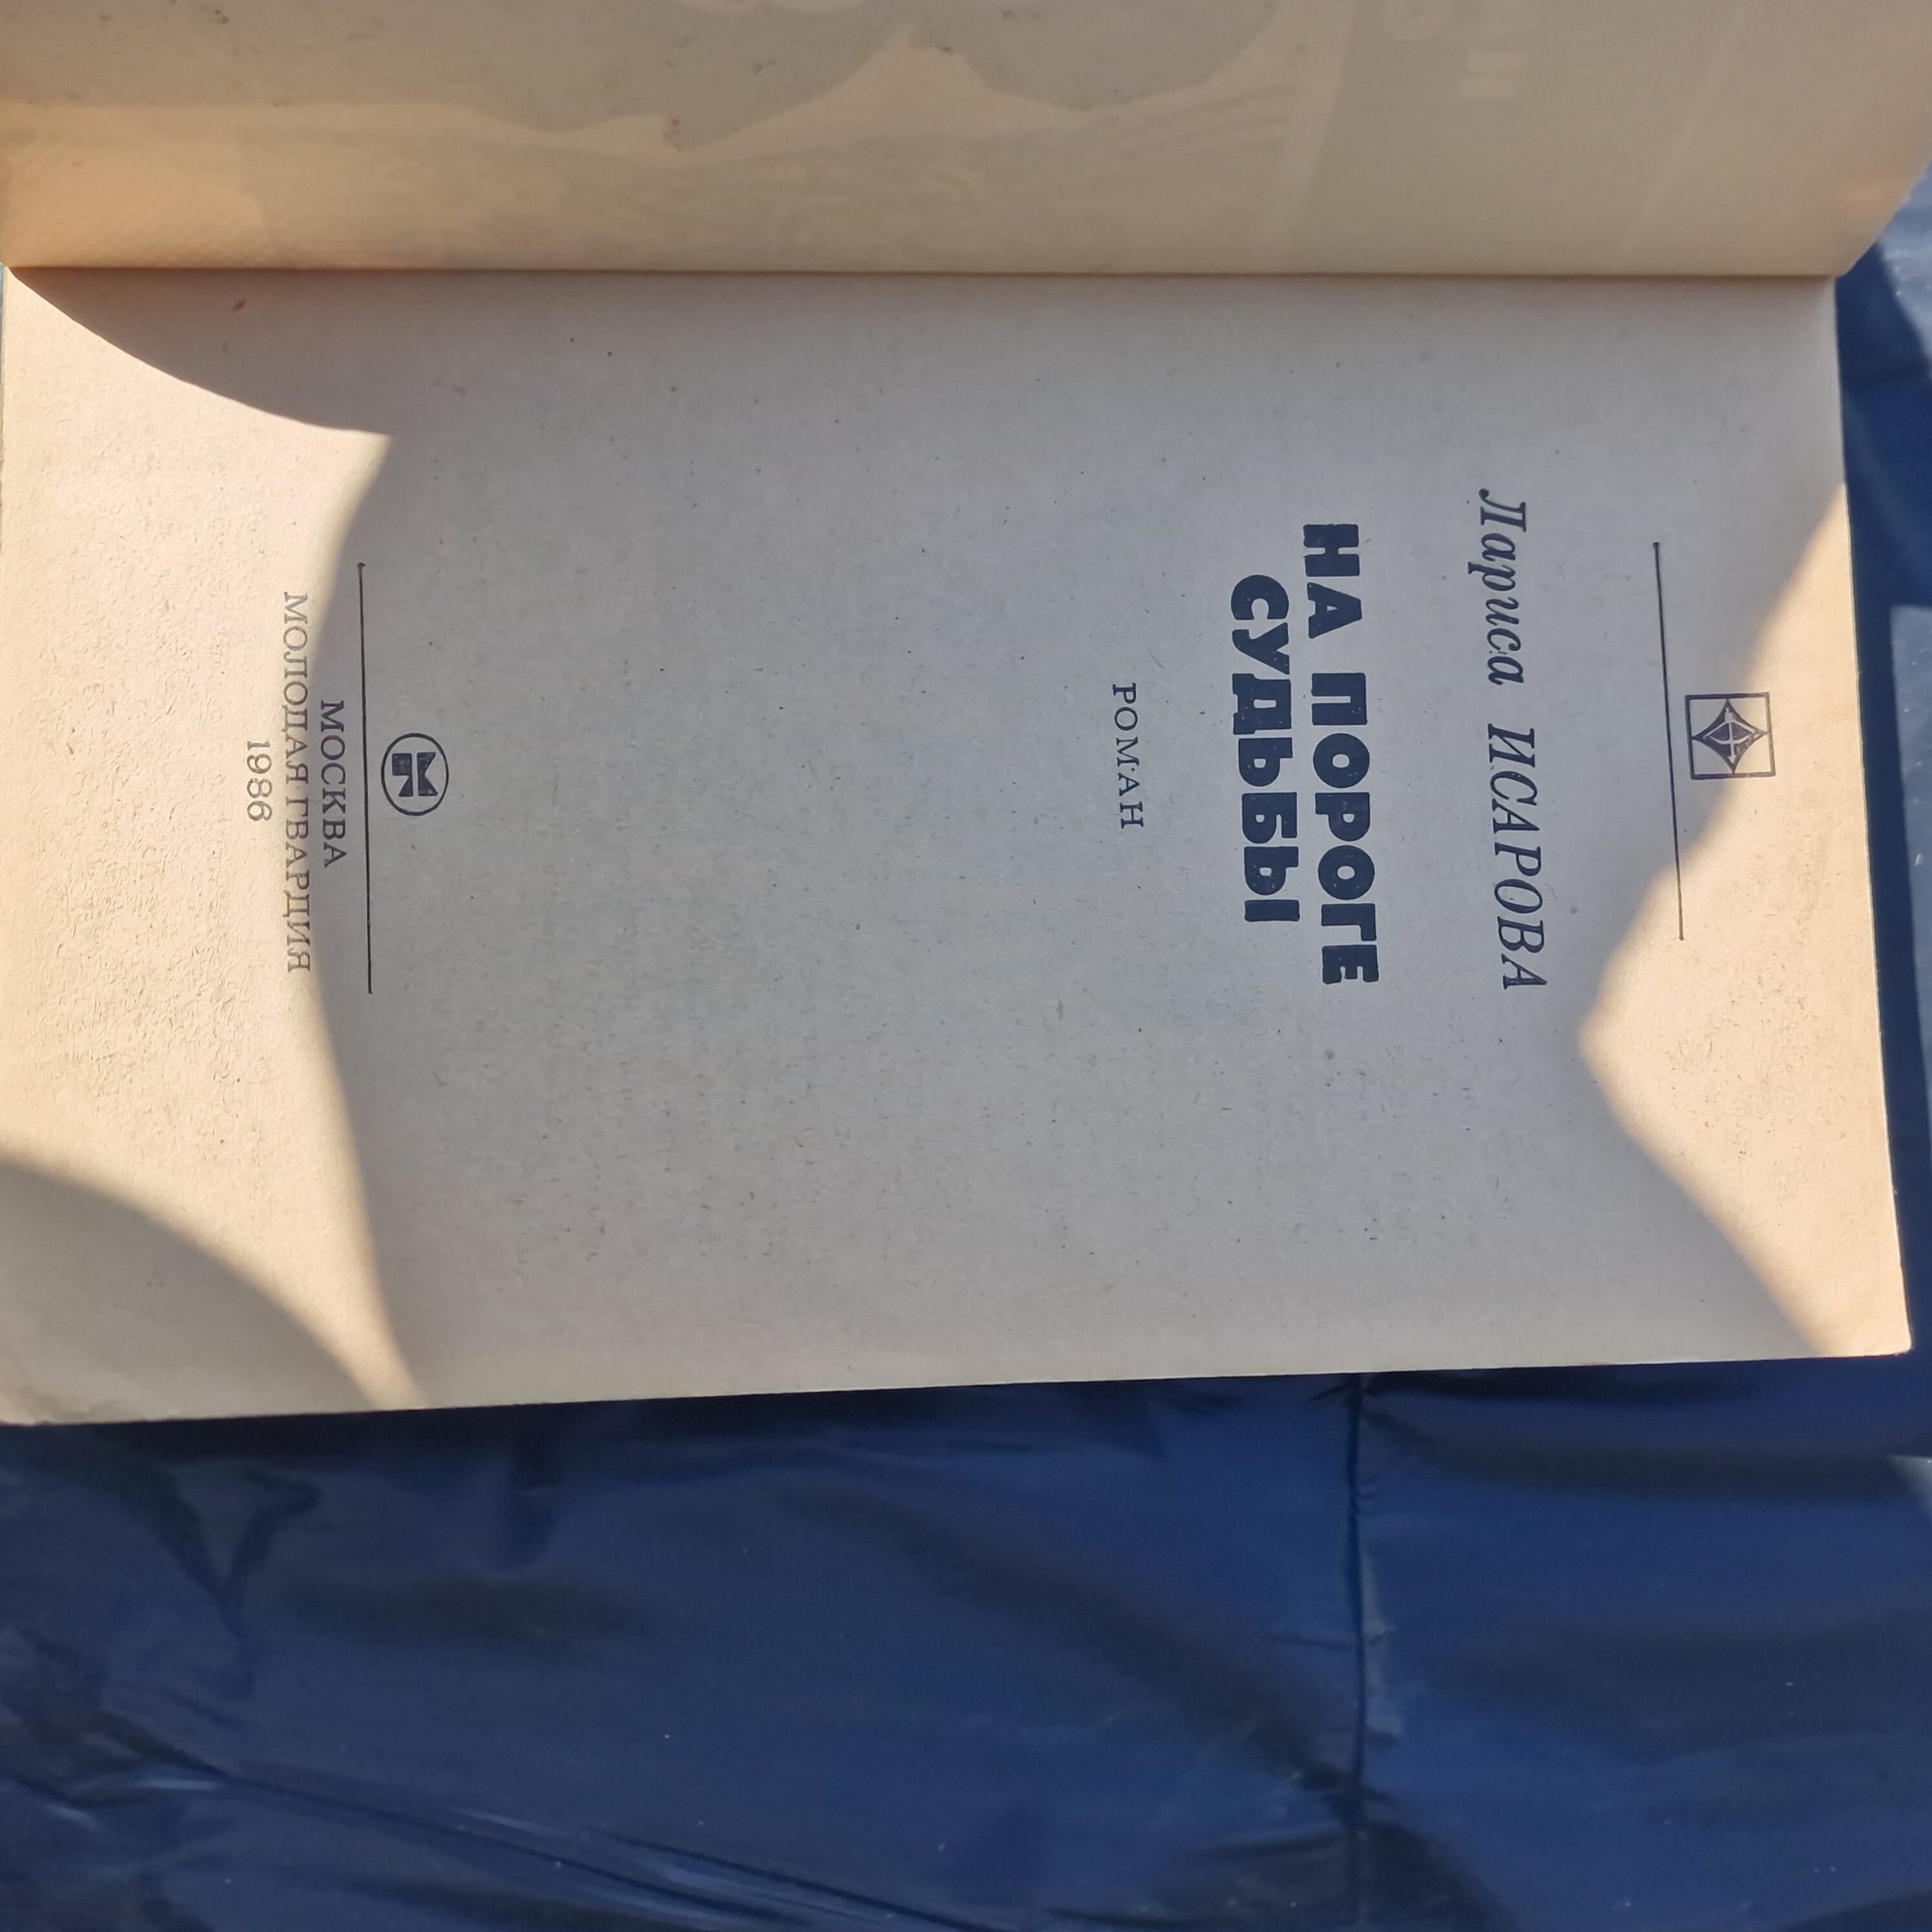 Лариса ИСАРОВА
НА ПОРОГЕ
СУДЬБЫ
РОМАН
МОСКВА
МОЛОДАЯ ГВАРДИЯ
1986